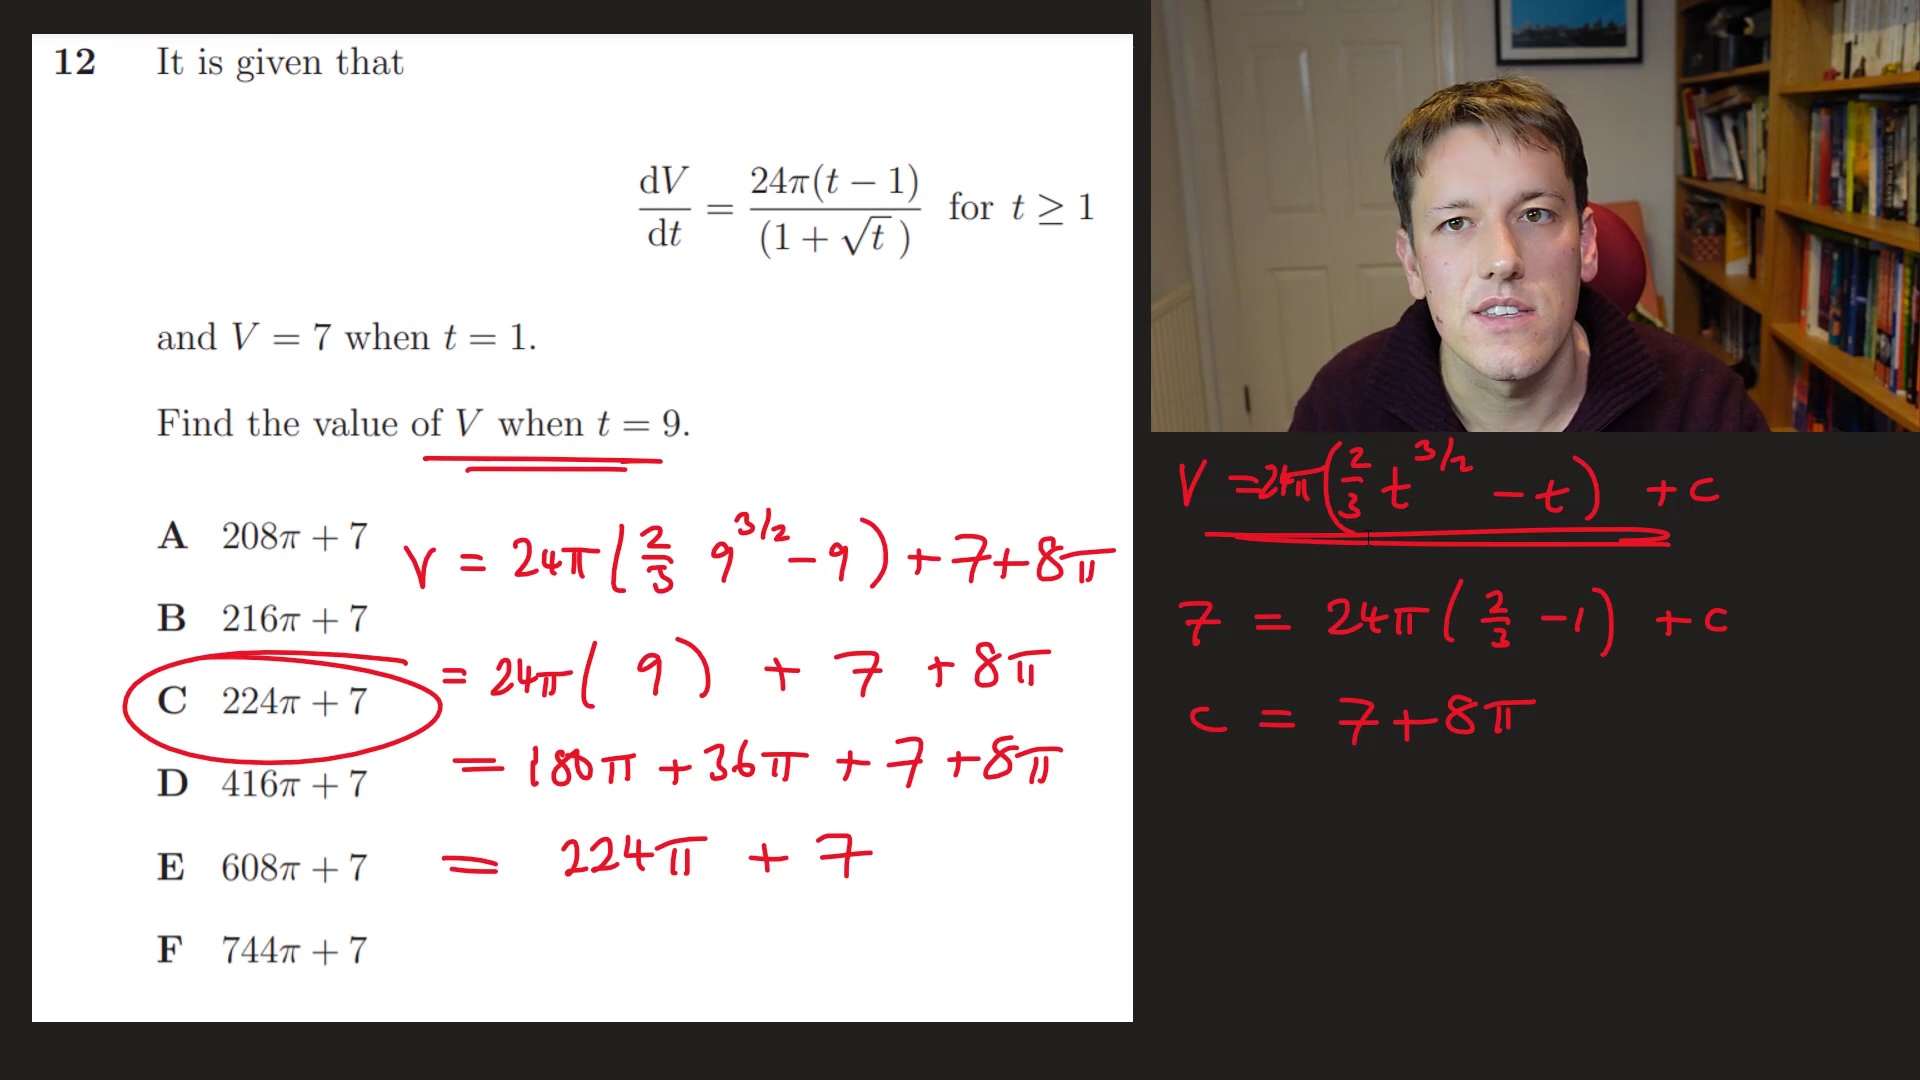 12 It is given that
dV/dt = 24π(t − 1)/(1 + √t ) for t ≥ 1
and V = 7 when t = 1.
Find the value of V when t = 9.
A 208π + 7
B 216π + 7
C 224π + 7
D 416π + 7
E 608π + 7
F 744π + 7
V = 24π(2/3 9^3/2 − 9) + 7 + 8π
= 24π( 9 ) + 7 + 8π
= 180π + 36π + 7 + 8π
= 224π + 7
V = 24π(2/3 t^3/2 − t) + c
7 = 24π(2/3 − 1) + c
c = 7 + 8π